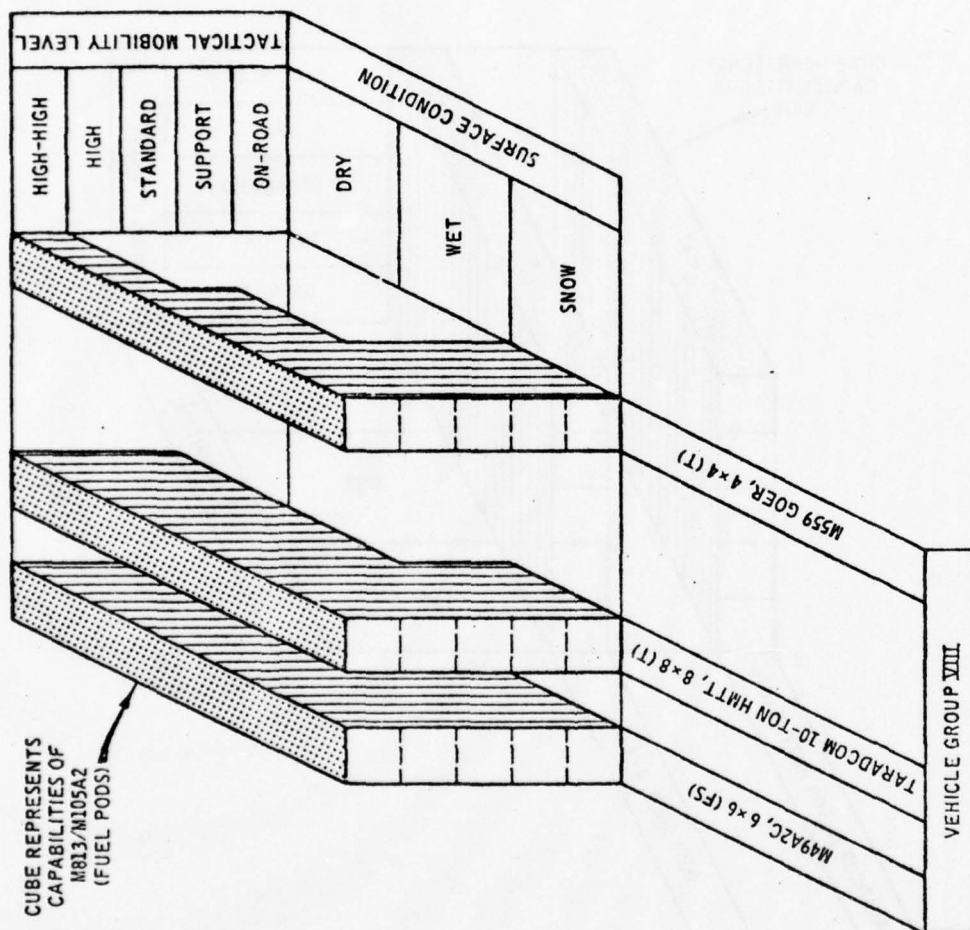 CUBE REPRESENTS
CAPABILITIES OF
M813/M105A2
(FUEL PODS)
TACTICAL MOBILITY LEVEL
HIGH-HIGH
HIGH
STANDARD
SUPPORT
ON-ROAD
SURFACE CONDITION
DRY
WET
SNOW
M559 GOER, 4×4 (T)
TARADCOM 10-TON HMTT, 8×8 (T)
M49A2C, 6×6 (FS)
VEHICLE GROUP VIII